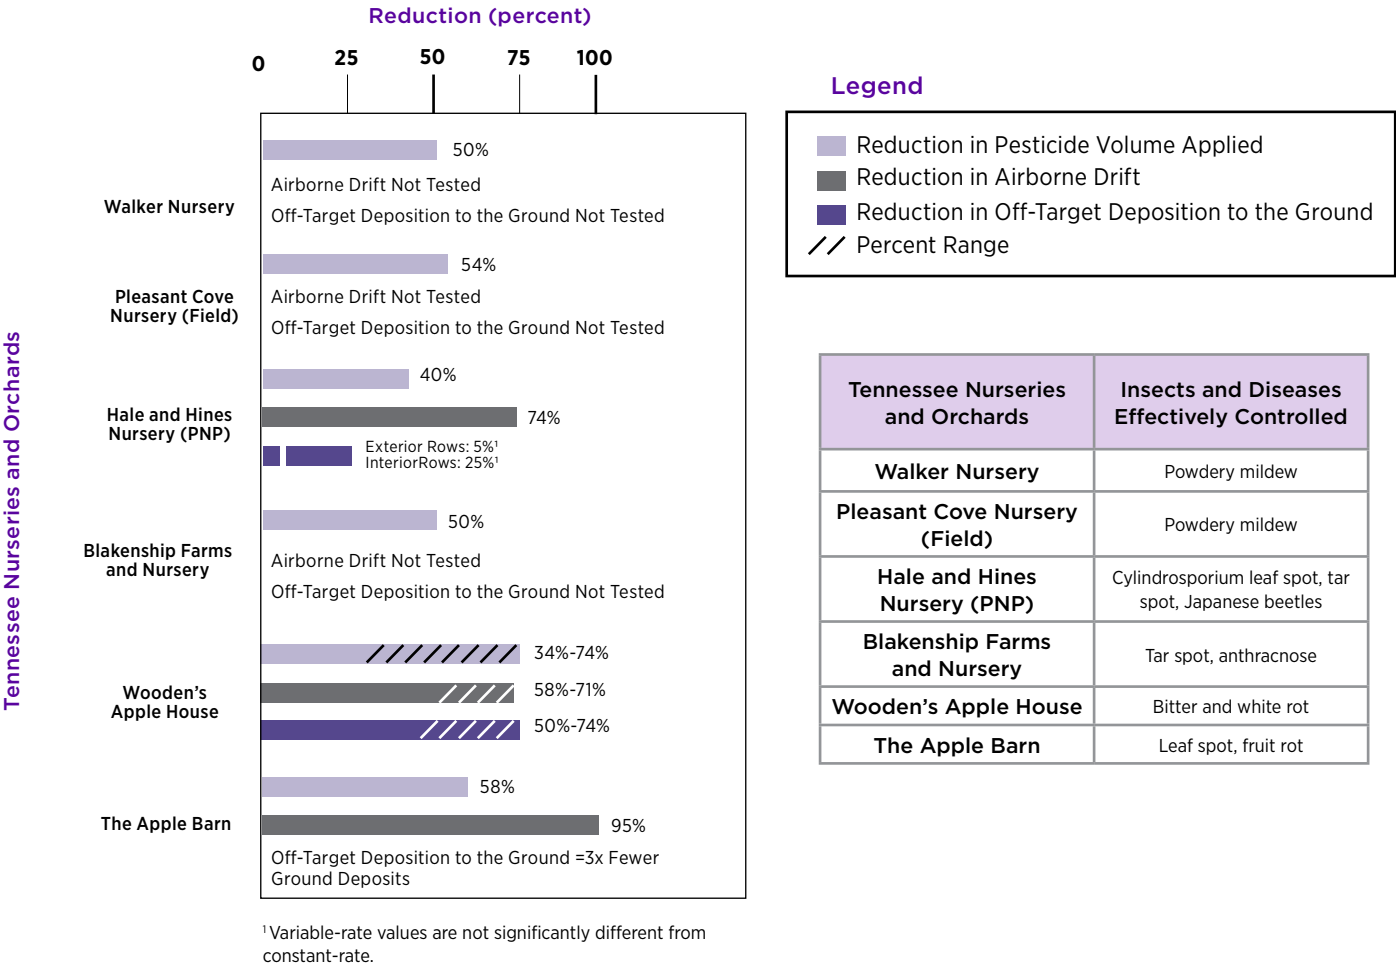 Reduction (percent)
0 25 50 75 100
Tennessee Nurseries and Orchards
Walker Nursery
50%
Airborne Drift Not Tested
Off-Target Deposition to the Ground Not Tested
Pleasant Cove
Nursery (Field)
54%
Airborne Drift Not Tested
Off-Target Deposition to the Ground Not Tested
Hale and Hines
Nursery (PNP)
40%
74%
Exterior Rows: 5%¹
InteriorRows: 25%¹
Blakenship Farms
and Nursery
50%
Airborne Drift Not Tested
Off-Target Deposition to the Ground Not Tested
Wooden's
Apple House
34%-74%
58%-71%
50%-74%
The Apple Barn
58%
95%
Off-Target Deposition to the Ground =3x Fewer
Ground Deposits
¹ Variable-rate values are not significantly different from
constant-rate.
Legend
Reduction in Pesticide Volume Applied
Reduction in Airborne Drift
Reduction in Off-Target Deposition to the Ground
Percent Range
Tennessee Nurseries
and Orchards
Insects and Diseases
Effectively Controlled
Walker Nursery
Powdery mildew
Pleasant Cove Nursery
(Field)
Powdery mildew
Hale and Hines
Nursery (PNP)
Cylindrosporium leaf spot, tar
spot, Japanese beetles
Blakenship Farms
and Nursery
Tar spot, anthracnose
Wooden's Apple House
Bitter and white rot
The Apple Barn
Leaf spot, fruit rot